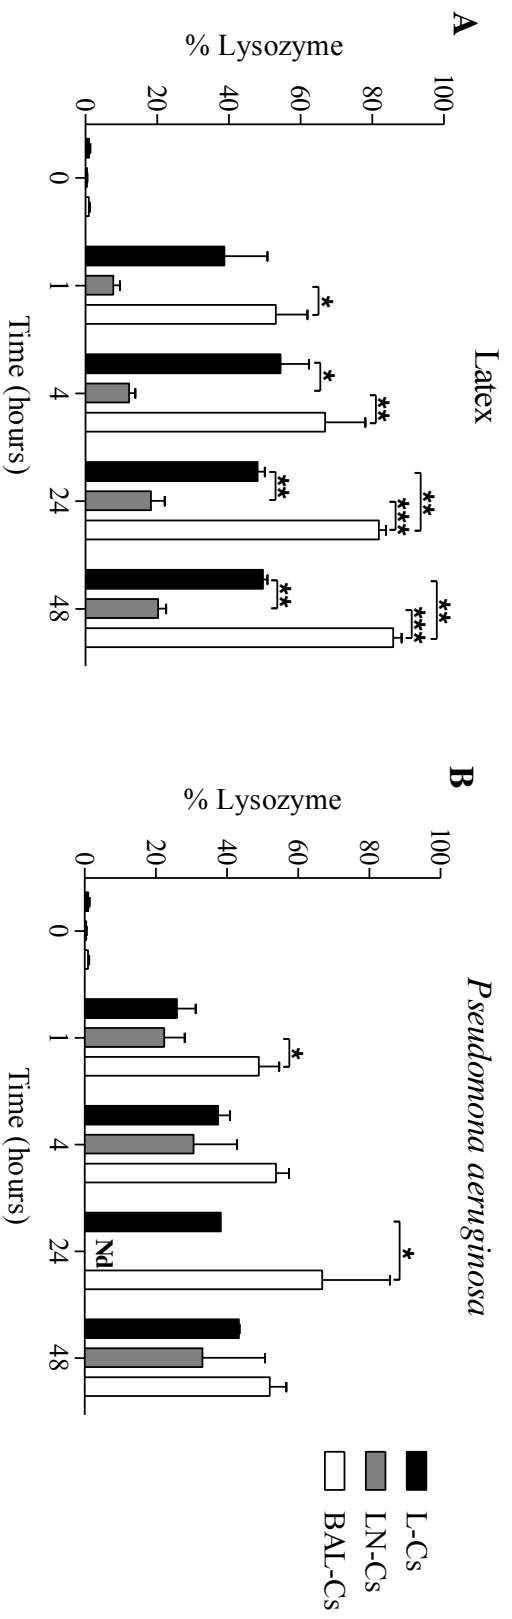 A
Latex
% Lysozyme
100
80
60
40
20
0
*
*
**
**
***
**
**
***
**
0
1
4
24
48
Time (hours)
B
Pseudomona aeruginosa
% Lysozyme
100
80
60
40
20
0
*
*
Nd
0
1
4
24
48
Time (hours)
L-Cs
LN-Cs
BAL-Cs